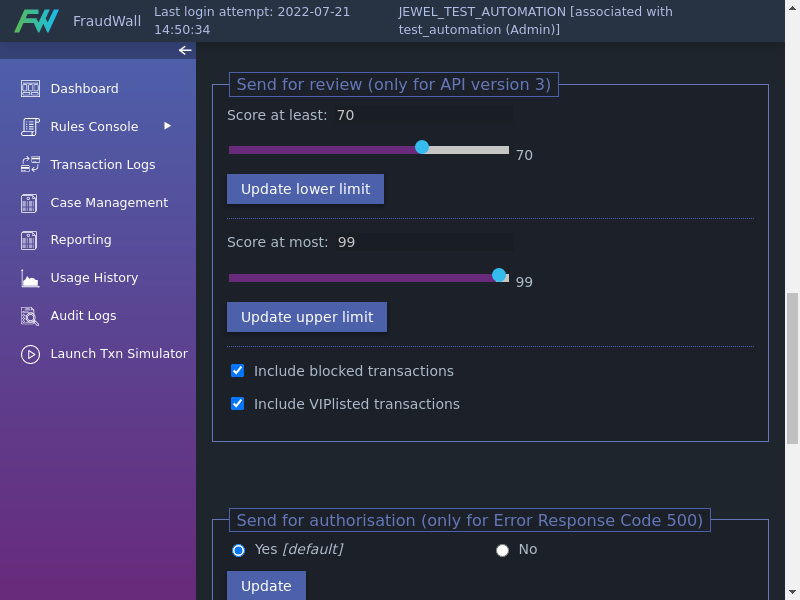 FraudWall
Last login attempt: 2022-07-21
14:50:34
JEWEL_TEST_AUTOMATION [associated with
test_automation (Admin)]
Dashboard
Rules Console
Transaction Logs
Case Management
Reporting
Usage History
Audit Logs
Launch Txn Simulator
Send for review (only for API version 3)
Score at least: 70
70
Update lower limit
Score at most: 99
99
Update upper limit
Include blocked transactions
Include VIPlisted transactions
Send for authorisation (only for Error Response Code 500)
Yes [default]
No
Update